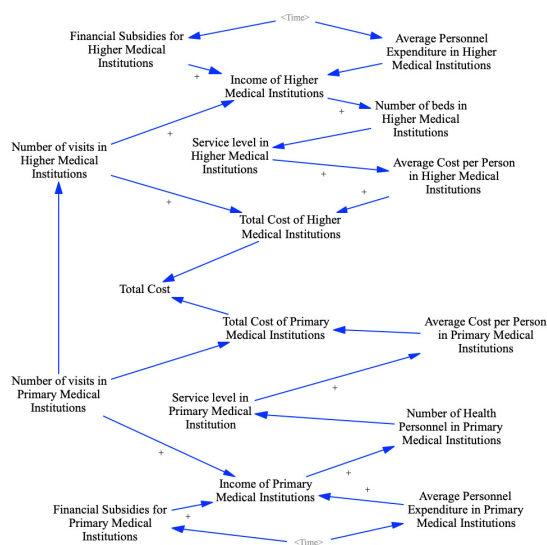 <Time>
Financial Subsidies for
Higher Medical
Institutions
Average Personnel
Expenditure in Higher
Medical Institutions
+
Income of Higher
Medical Institutions
+
Number of beds in
Higher Medical
Institutions
+
Number of visits in
Higher Medical
Institutions
Service level in
Higher Medical
Institutions
+
Average Cost per Person
in Higher Medical
Institutions
+
+
Total Cost of Higher
Medical Institutions
Total Cost
Total Cost of Primary
Medical Institutions
Average Cost per Person
in Primary Medical
Institutions
Number of visits in
Primary Medical
Institutions
Service level in
Primary Medical
Institution
+
Number of Health
Personnel in Primary
Medical Institutions
+
+
Income of Primary
Medical Institutions
+
Financial Subsidies for
Primary Medical
Institutions
+
Average Personnel
Expenditure in Primary
Medical Institutions
<Time>